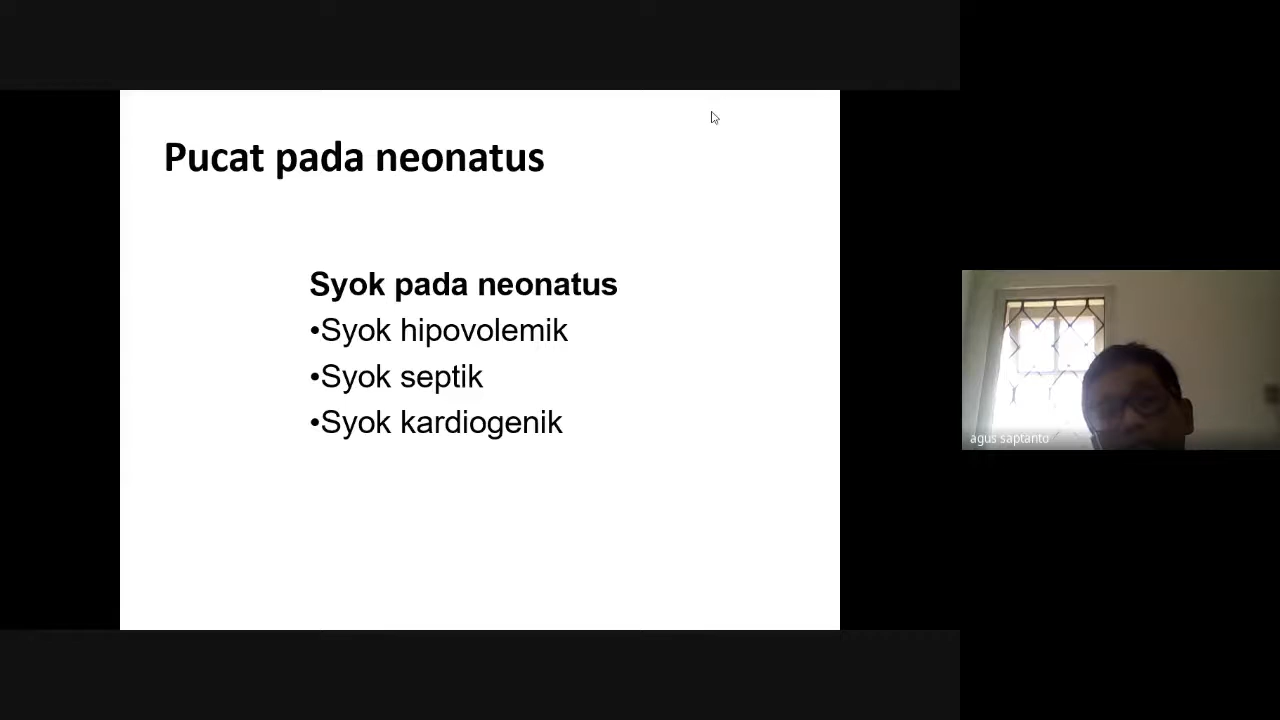 Pucat pada neonatus
Syok pada neonatus
•Syok hipovolemik
•Syok septik
•Syok kardiogenik
agus saptanto